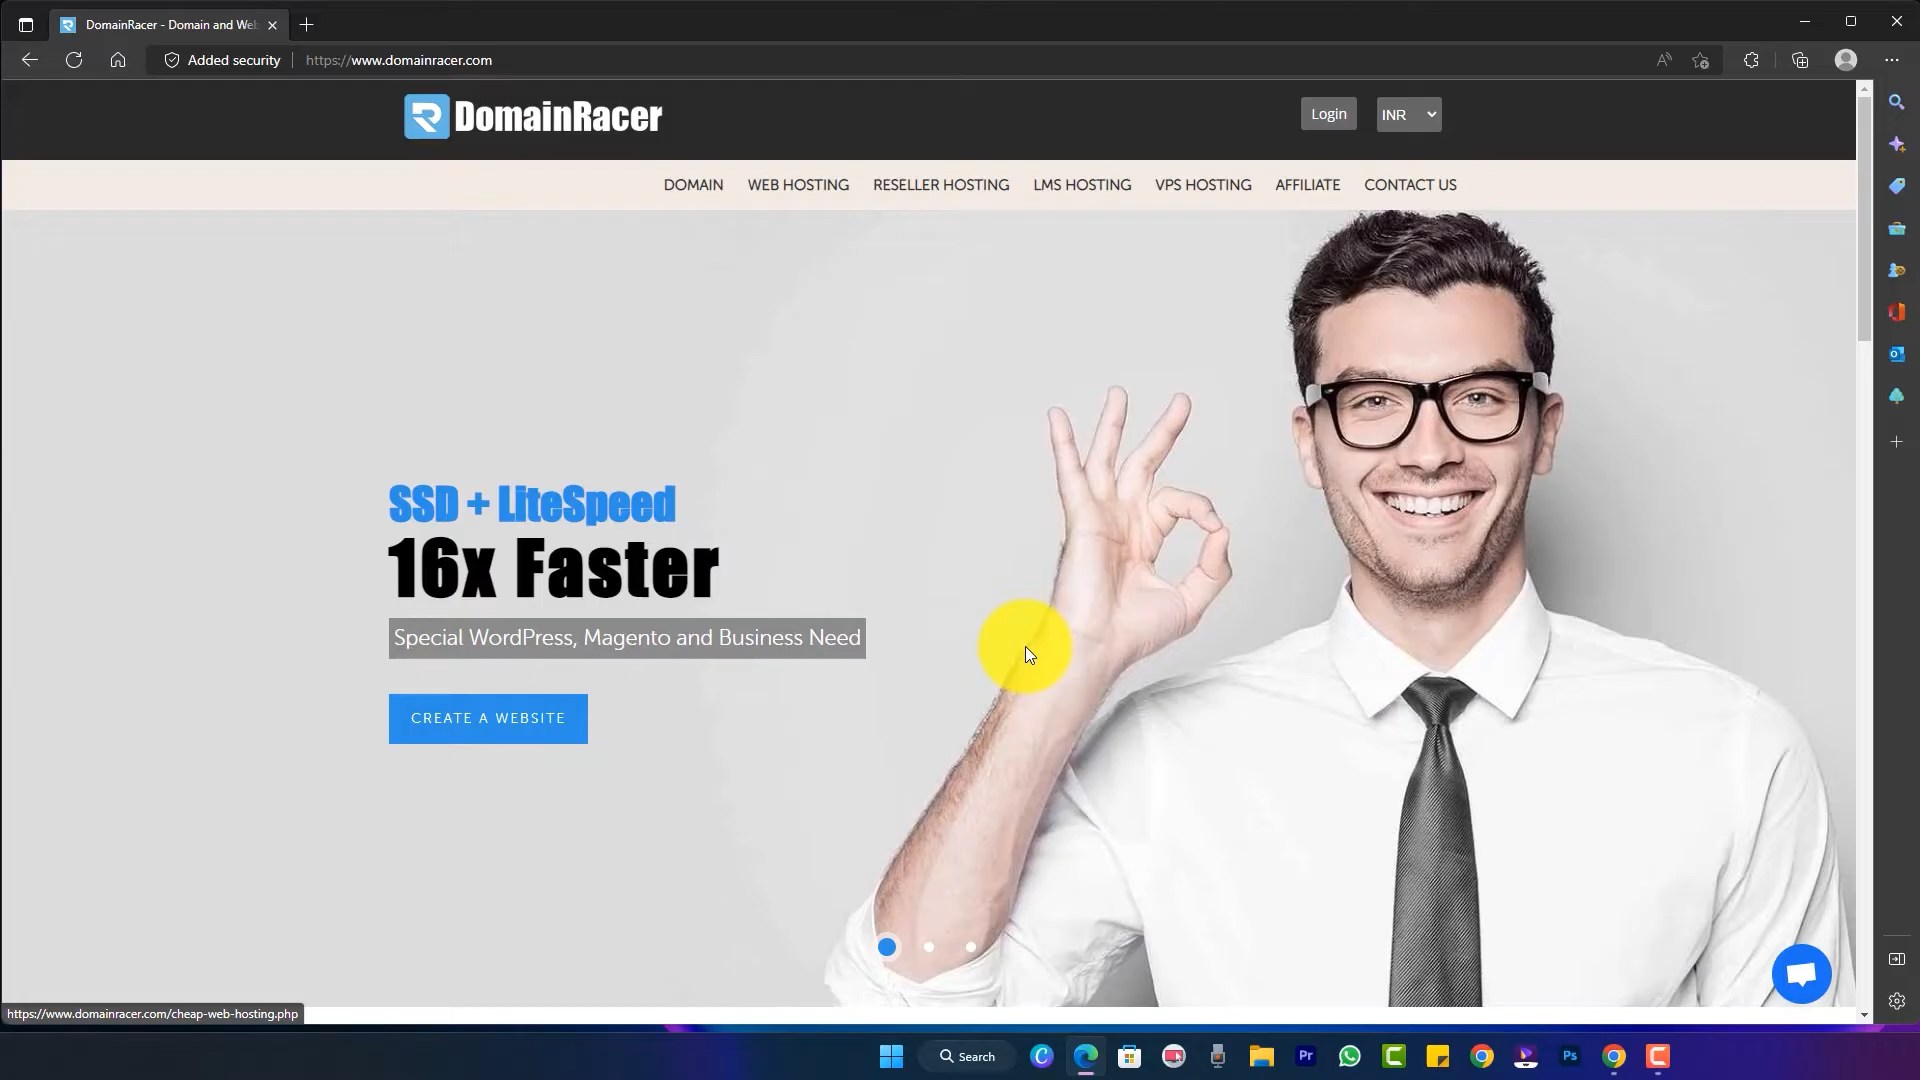 DomainRacer - Domain and Web
Added security
https://www.domainracer.com
DomainRacer
Login
INR
DOMAIN WEB HOSTING RESELLER HOSTING LMS HOSTING VPS HOSTING AFFILIATE CONTACT US
SSD + LiteSpeed
16x Faster
Special WordPress, Magento and Business Need
CREATE A WEBSITE
https://www.domainracer.com/cheap-web-hosting.php
Search
Pr
Ps